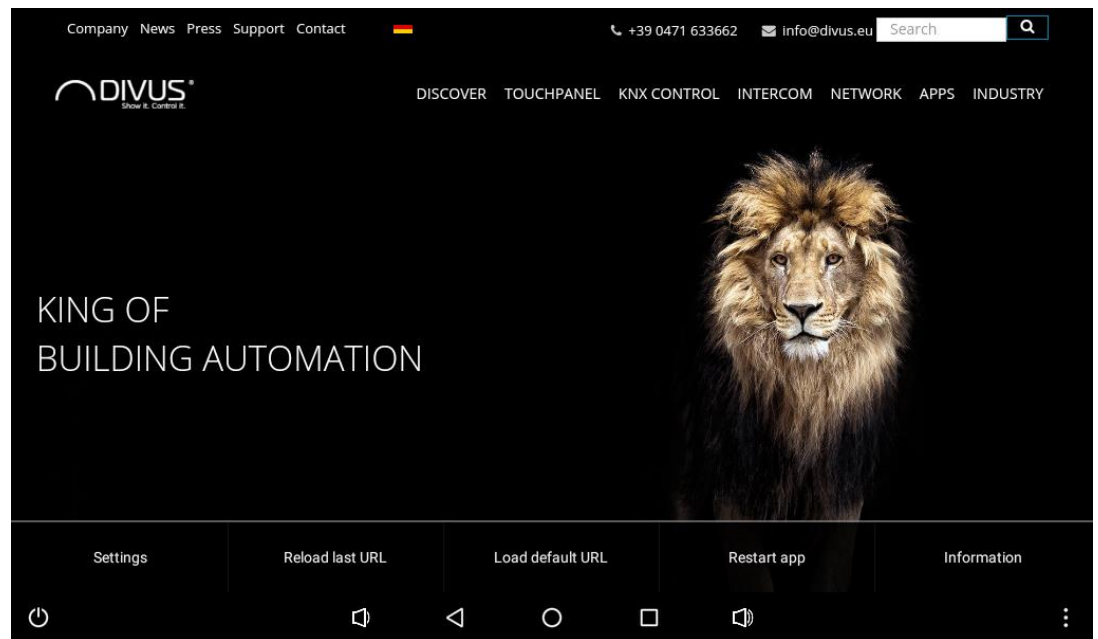 Company News Press Support Contact +39 0471 633662 info@divus.eu Search
DIVUS®
Show it. Control it.
DISCOVER TOUCHPANEL KNX CONTROL INTERCOM NETWORK APPS INDUSTRY
KING OF
BUILDING AUTOMATION
Settings Reload last URL Load default URL Restart app Information